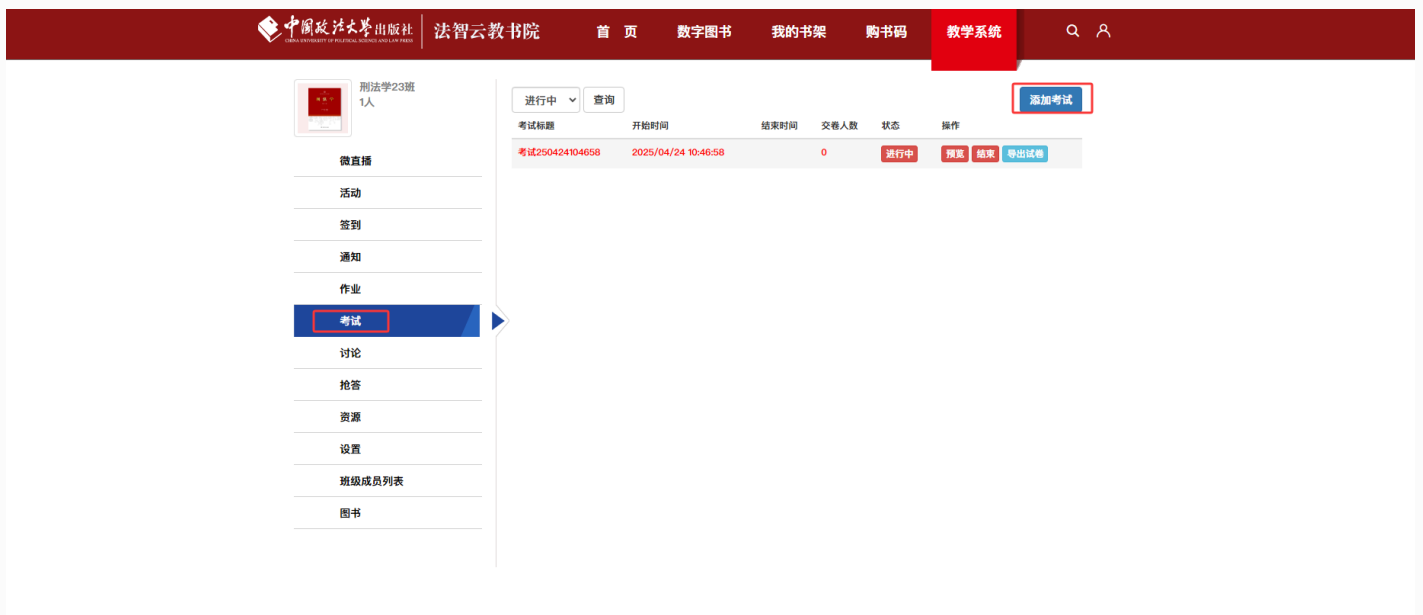 中国政法大学出版社 法智云教书院 首 页 数字图书 我的书架 购书码 教学系统
CHINA UNIVERSITY OF POLITICAL SCIENCE AND LAW PRESS
刑法学23班
1人
进行中 查询 添加考试
考试标题 开始时间 结束时间 交卷人数 状态 操作
考试250424104658 2025/04/24 10:46:58 0 进行中 预览 结束 导出试卷
微直播
活动
签到
通知
作业
考试
讨论
抢答
资源
设置
班级成员列表
图书